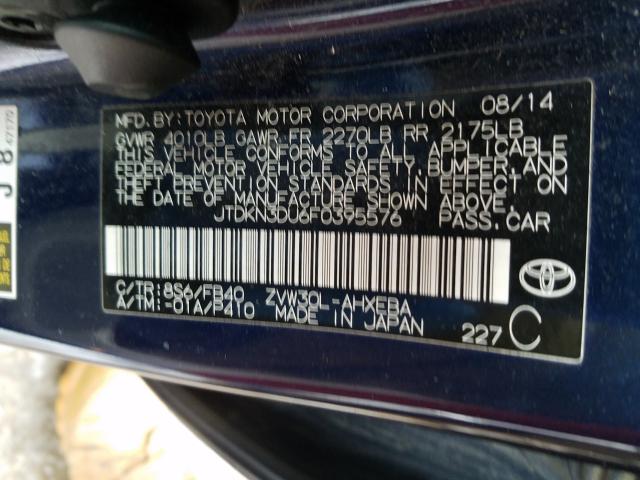 MFD. BY: TOYOTA MOTOR CORPORATION 08/14
GVWR 4010LB GAWR FR 2270LB RR 2175LB
THIS VEHICLE CONFORMS TO ALL APPLICABLE
FEDERAL MOTOR VEHICLE SAFETY, BUMPER, AND
THEFT PREVENTION STANDARDS IN EFFECT ON
THE DATE OF MANUFACTURE SHOWN ABOVE.
JTDKN3DU6F0395576 PASS. CAR
C/TR: 8S6/FB40 ZVW30L-AHXEBA
A/TM: -01A/P410 MADE IN JAPAN
227 C
J 8
47170